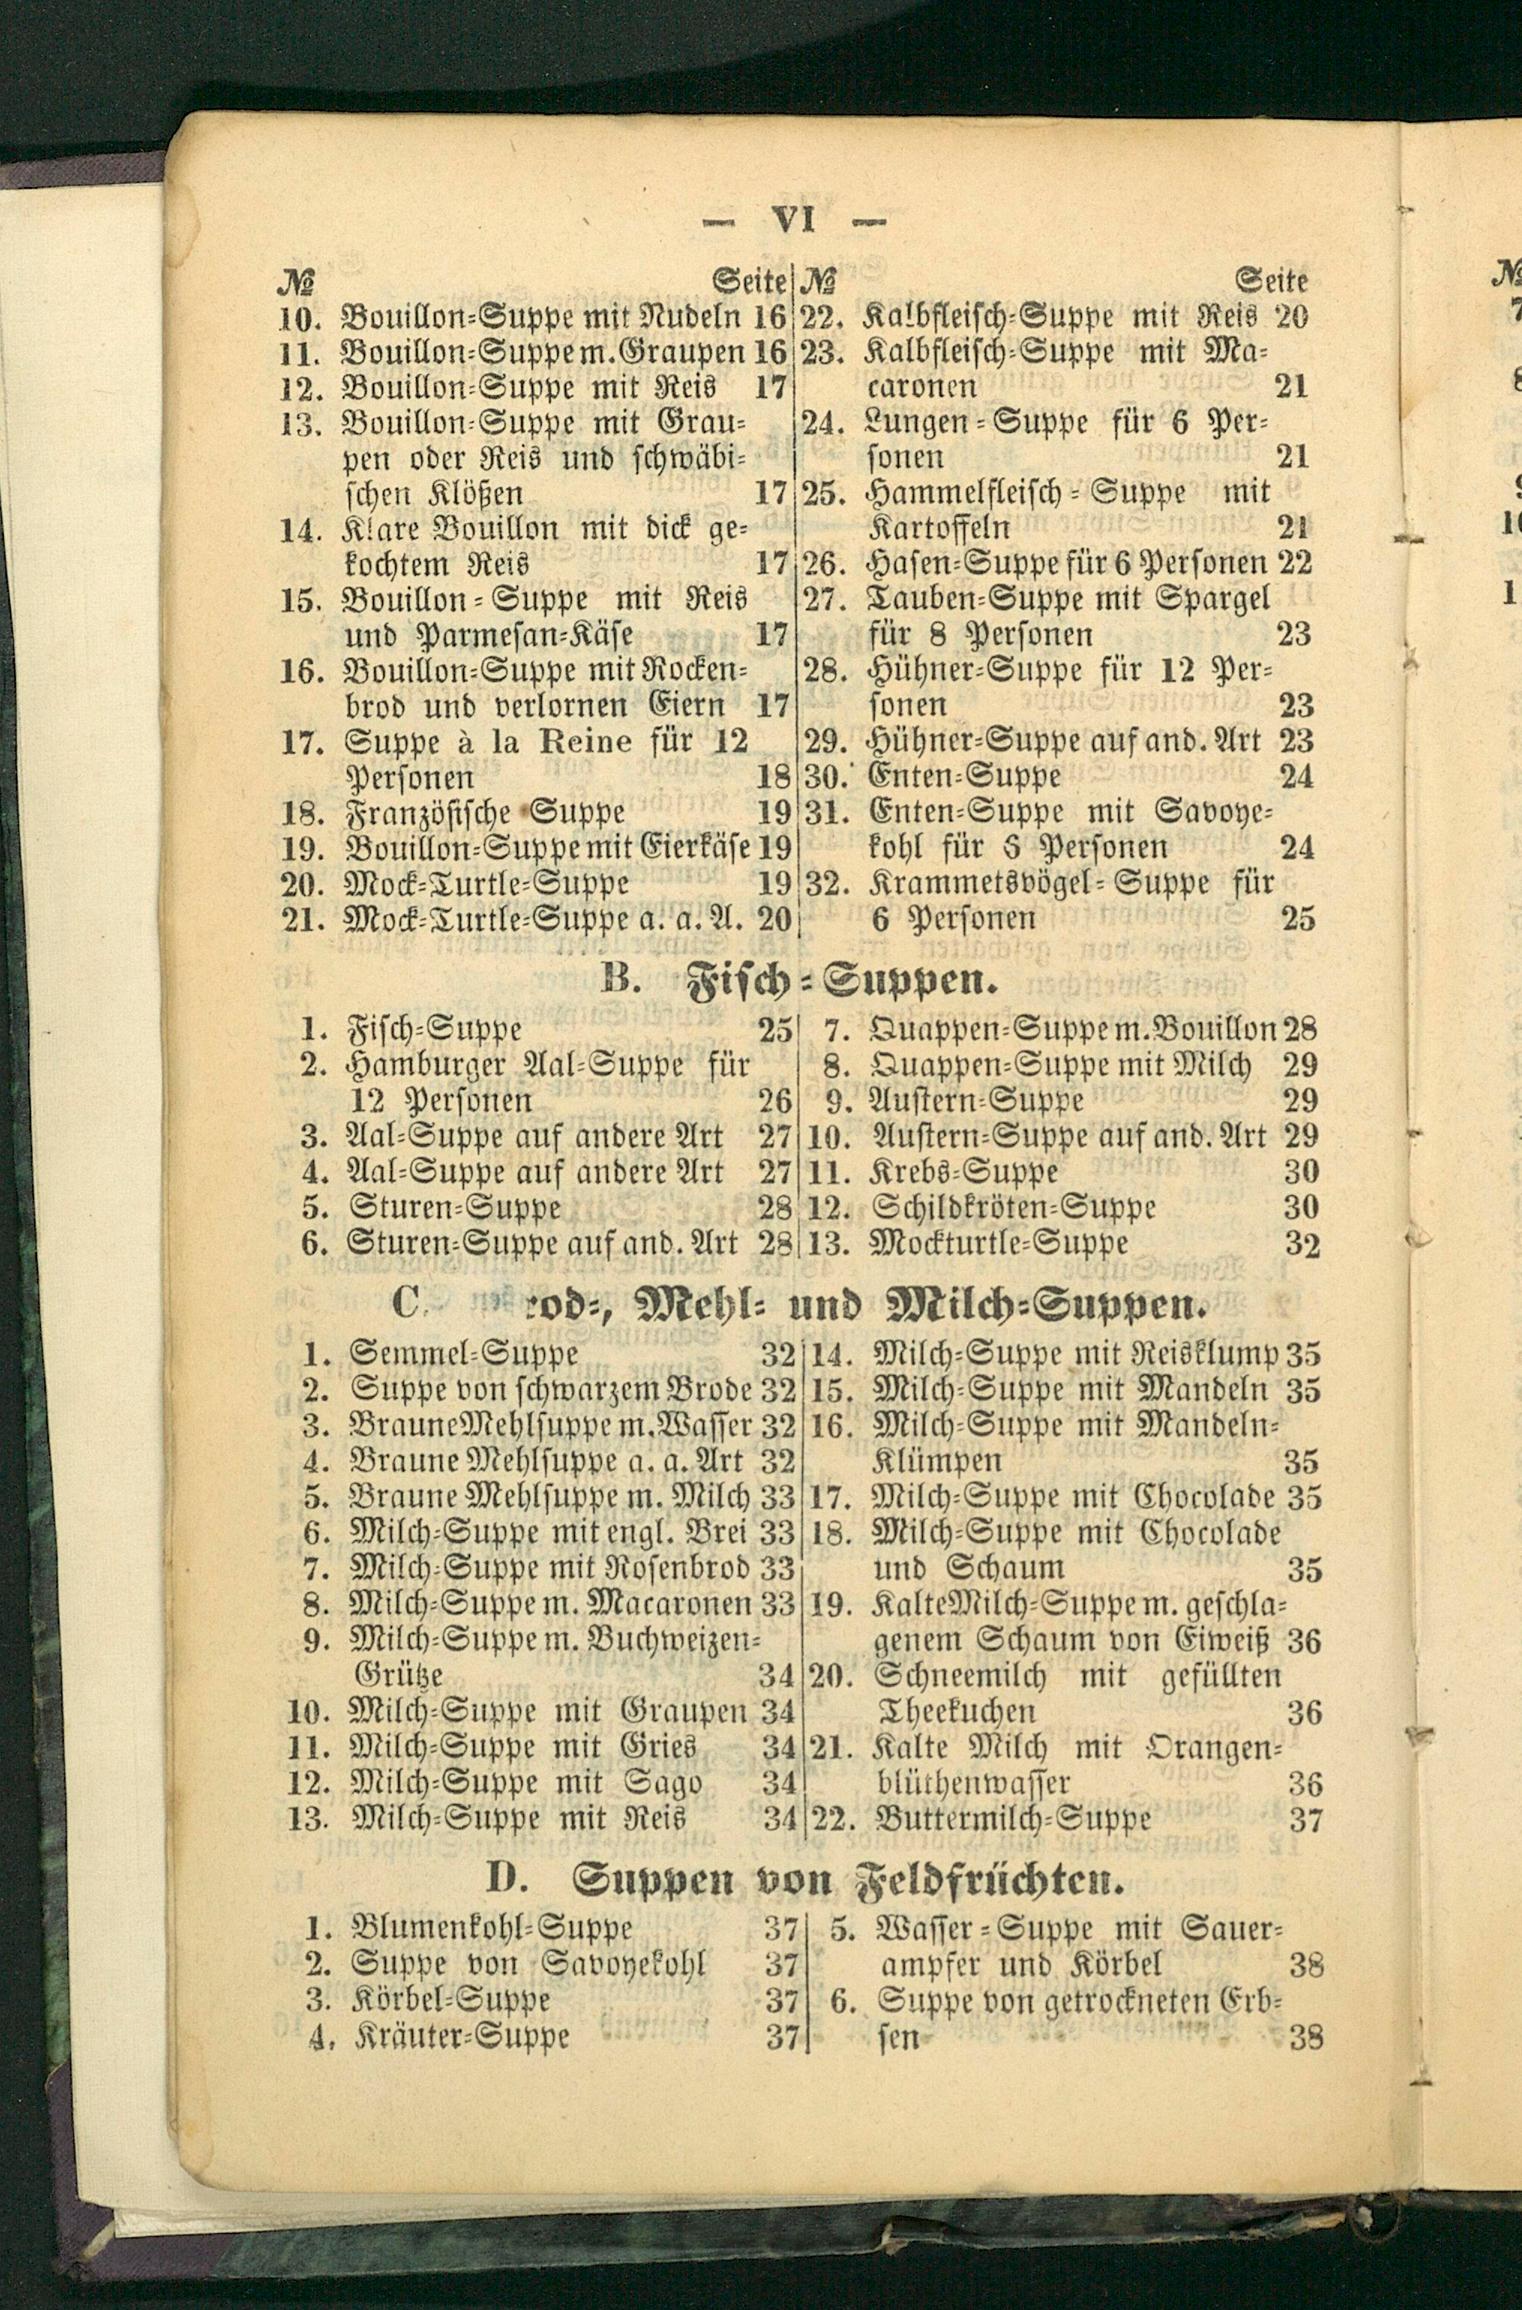 — VI —
№ Seite
10. Bouillon-Suppe mit Nudeln 16
11. Bouillon-Suppe m. Graupen 16
12. Bouillon-Suppe mit Reis 17
13. Bouillon-Suppe mit Grau-
pen oder Reis und schwäbi-
schen Klößen 17
14. Klare Bouillon mit dick ge-
kochtem Reis 17
15. Bouillon-Suppe mit Reis
und Parmesan-Käse 17
16. Bouillon-Suppe mit Rocken-
brod und verlornen Eiern 17
17. Suppe à la Reine für 12
Personen 18
18. Französische Suppe 19
19. Bouillon-Suppe mit Eierkäse 19
20. Mock-Turtle-Suppe 19
21. Mock-Turtle-Suppe a. a. A. 20
№ Seite
22. Kalbfleisch-Suppe mit Reis 20
23. Kalbfleisch-Suppe mit Ma-
caronen 21
24. Lungen-Suppe für 6 Per-
sonen 21
25. Hammelfleisch-Suppe mit
Kartoffeln 21
26. Hasen-Suppe für 6 Personen 22
27. Tauben-Suppe mit Spargel
für 8 Personen 23
28. Hühner-Suppe für 12 Per-
sonen 23
29. Hühner-Suppe auf and. Art 23
30. Enten-Suppe 24
31. Enten-Suppe mit Savoye-
kohl für 6 Personen 24
32. Krammetsvögel-Suppe für
6 Personen 25
B. Fisch-Suppen.
1. Fisch-Suppe 25
2. Hamburger Aal-Suppe für
12 Personen 26
3. Aal-Suppe auf andere Art 27
4. Aal-Suppe auf andere Art 27
5. Sturen-Suppe 28
6. Sturen-Suppe auf and. Art 28
7. Quappen-Suppe m. Bouillon 28
8. Quappen-Suppe mit Milch 29
9. Austern-Suppe 29
10. Austern-Suppe auf and. Art 29
11. Krebs-Suppe 30
12. Schildkröten-Suppe 30
13. Mockturtle-Suppe 32
C. rod-, Mehl- und Milch-Suppen.
1. Semmel-Suppe 32
2. Suppe von schwarzem Brode 32
3. Braune Mehlsuppe m. Wasser 32
4. Braune Mehlsuppe a. a. Art 32
5. Braune Mehlsuppe m. Milch 33
6. Milch-Suppe mit engl. Brei 33
7. Milch-Suppe mit Rosenbrod 33
8. Milch-Suppe m. Macaronen 33
9. Milch-Suppe m. Buchweizen-
Grütze 34
10. Milch-Suppe mit Graupen 34
11. Milch-Suppe mit Gries 34
12. Milch-Suppe mit Sago 34
13. Milch-Suppe mit Reis 34
14. Milch-Suppe mit Reisklump 35
15. Milch-Suppe mit Mandeln 35
16. Milch-Suppe mit Mandeln-
Klümpen 35
17. Milch-Suppe mit Chocolade 35
18. Milch-Suppe mit Chocolade
und Schaum 35
19. Kalte Milch-Suppe m. geschla-
genem Schaum von Eiweiß 36
20. Schneemilch mit gefüllten
Theekuchen 36
21. Kalte Milch mit Orangen-
blüthenwasser 36
22. Buttermilch-Suppe 37
D. Suppen von Feldfrüchten.
1. Blumenkohl-Suppe 37
2. Suppe von Savoyekohl 37
3. Körbel-Suppe 37
4. Kräuter-Suppe 37
5. Wasser-Suppe mit Sauer-
ampfer und Körbel 38
6. Suppe von getrockneten Erb-
sen 38